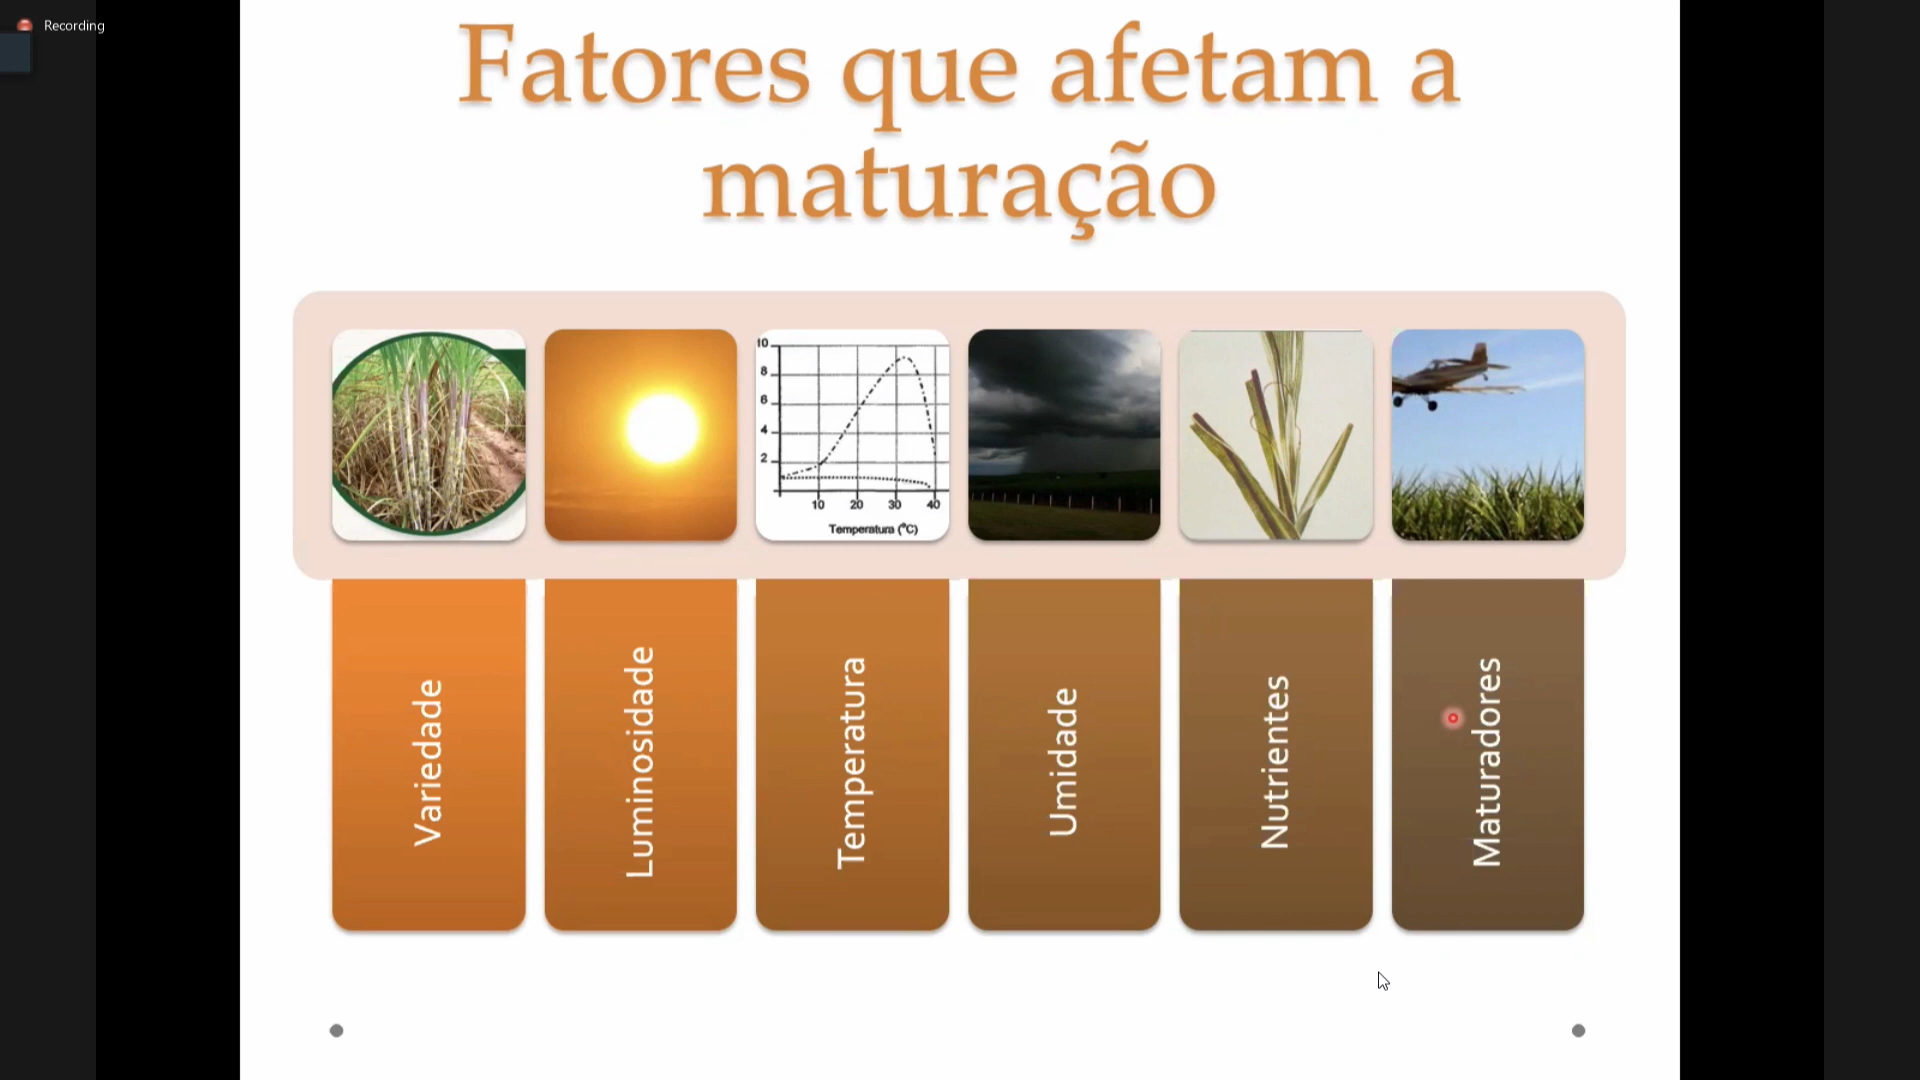 Recording
Fatores que afetam a
maturação
10
8
6
4
2
10 20 30 40
Temperatura (ºC)
Variedade
Luminosidade
Temperatura
Umidade
Nutrientes
Maturadores